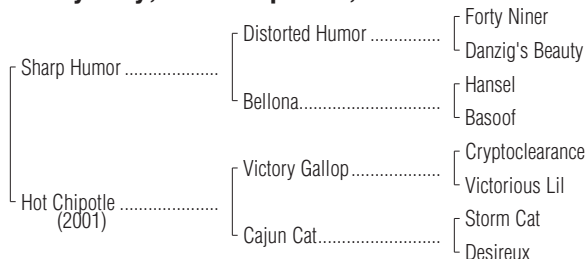 Forty Niner
Distorted Humor ...............
Danzig's Beauty
Sharp Humor ....................
Hansel
Bellona..............................
Basoof
Cryptoclearance
Victory Gallop...................
Victorious Lil
Hot Chipotle .....................
(2001)
Storm Cat
Cajun Cat..........................
Desireux